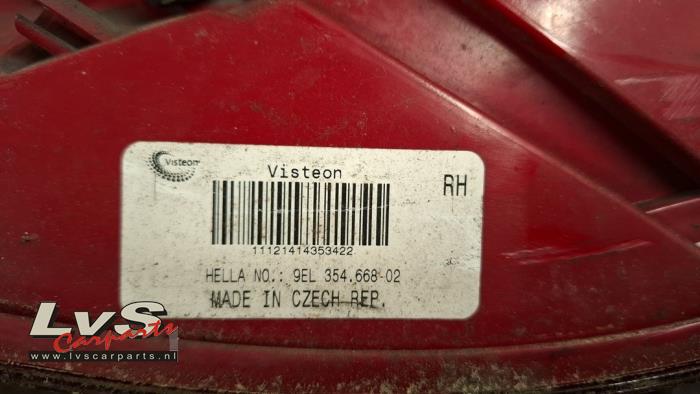 Visteon
Visteon
RH
11121414353422
HELLA NO.: 9EL 354.668-02
MADE IN CZECH REP.
LvS
Carparts
www.lvscarparts.nl